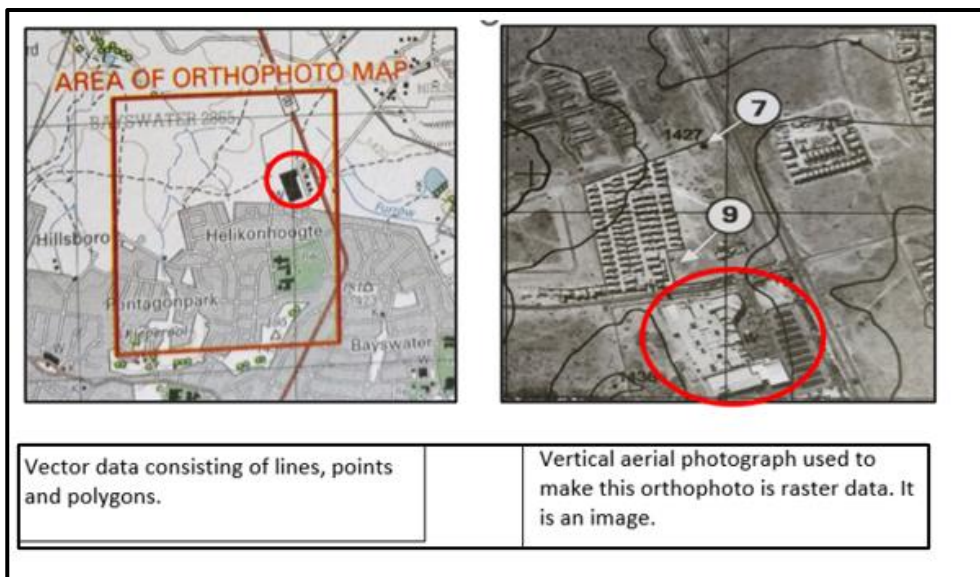 AREA OF ORTHOPHOTO MAP
BAYSWATER 2865
Hillsboro
Helikonhoogte
Furrow
Pentagonpark
Bayswater
W
W
7
1427
9
Vector data consisting of lines, points
and polygons.
Vertical aerial photograph used to
make this orthophoto is raster data. It
is an image.